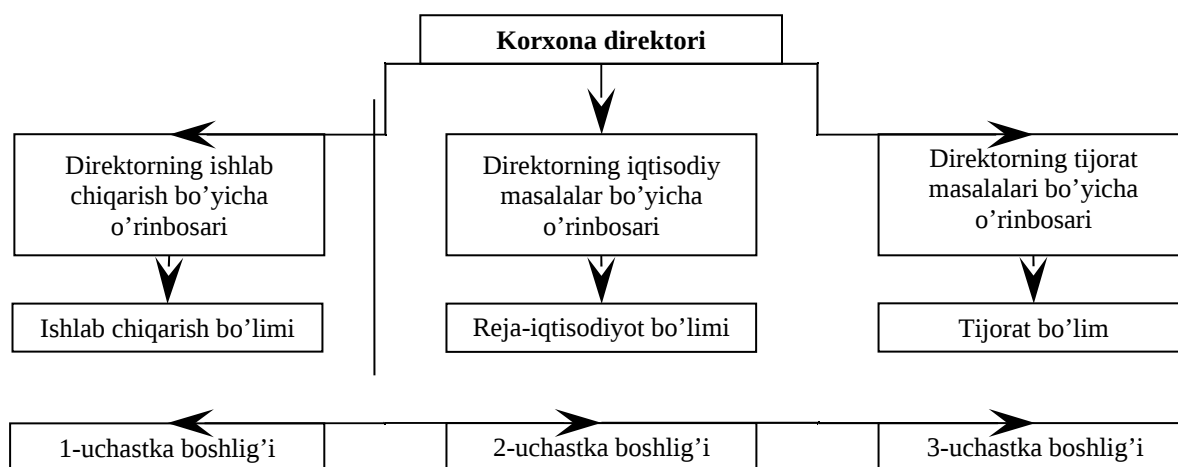 Korxona direktori
Direktorning ishlab
chiqarish bo’yicha
o’rinbosari
Direktorning iqtisodiy
masalalar bo’yicha
o’rinbosari
Direktorning tijorat
masalalari bo’yicha
o’rinbosari
Ishlab chiqarish bo’limi
Reja-iqtisodiyot bo’limi
Tijorat bo’lim
1-uchastka boshlig’i
2-uchastka boshlig’i
3-uchastka boshlig’i